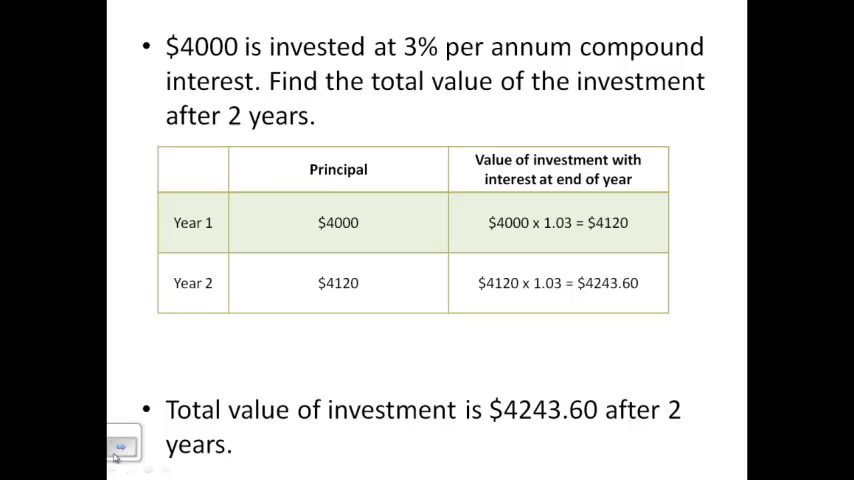 • $4000 is invested at 3% per annum compound
interest. Find the total value of the investment
after 2 years.
Principal
Value of investment with
interest at end of year
Year 1
$4000
$4000 x 1.03 = $4120
Year 2
$4120
$4120 x 1.03 = $4243.60
• Total value of investment is $4243.60 after 2
years.